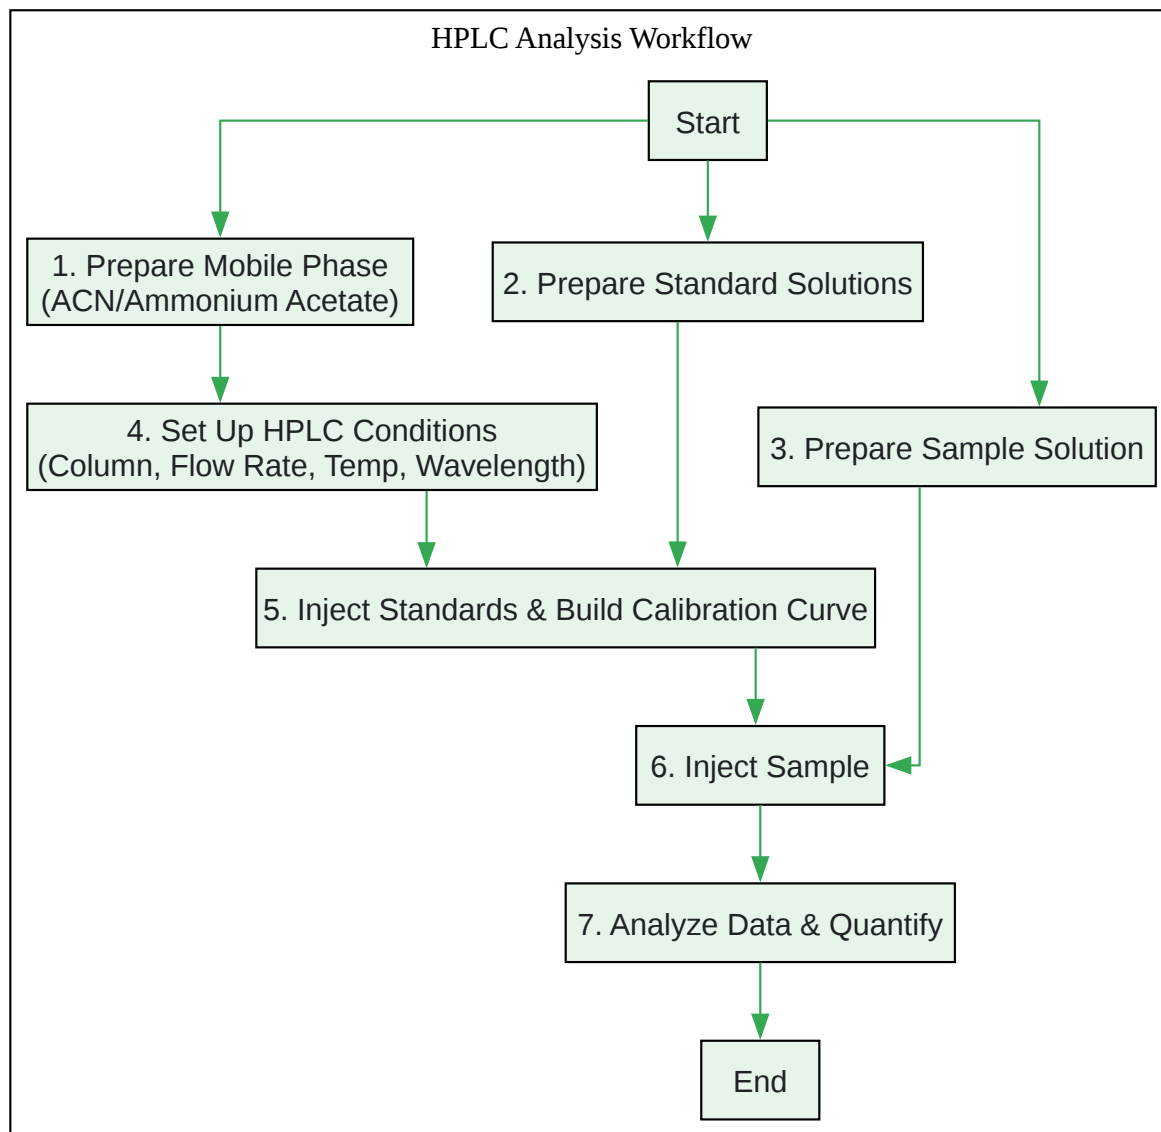 HPLC Analysis Workflow
Start
1. Prepare Mobile Phase
(ACN/Ammonium Acetate)
2. Prepare Standard Solutions
4. Set Up HPLC Conditions
(Column, Flow Rate, Temp, Wavelength)
3. Prepare Sample Solution
5. Inject Standards & Build Calibration Curve
6. Inject Sample
7. Analyze Data & Quantify
End